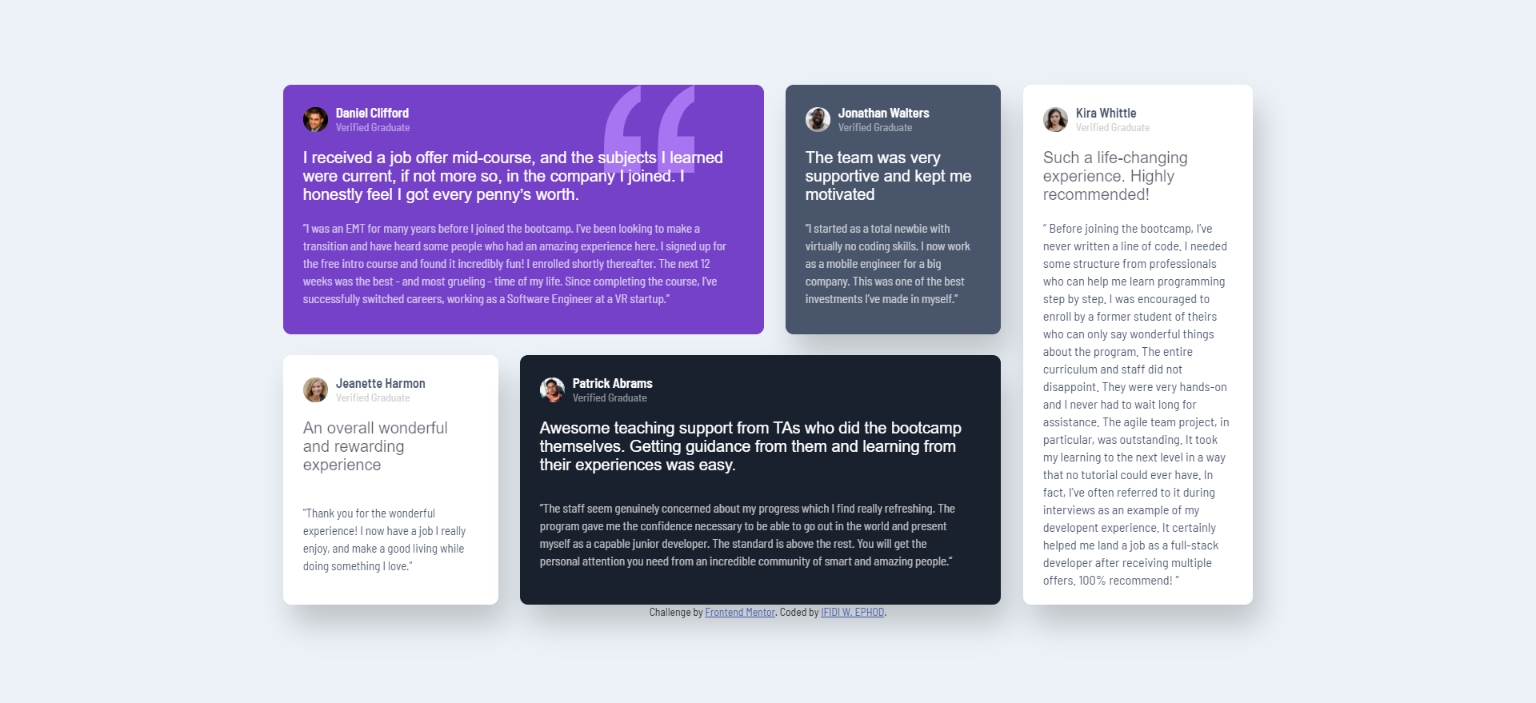 Daniel Clifford
Verified Graduate
I received a job offer mid-course, and the subjects I learned
were current, if not more so, in the company I joined. I
honestly feel I got every penny’s worth.
“I was an EMT for many years before I joined the bootcamp. I’ve been looking to make a
transition and have heard some people who had an amazing experience here. I signed up for
the free intro course and found it incredibly fun! I enrolled shortly thereafter. The next 12
weeks was the best - and most grueling - time of my life. Since completing the course, I’ve
successfully switched careers, working as a Software Engineer at a VR startup.”
Jonathan Walters
Verified Graduate
The team was very
supportive and kept me
motivated
“I started as a total newbie with
virtually no coding skills. I now work
as a mobile engineer for a big
company. This was one of the best
investments I’ve made in myself.”
Kira Whittle
Verified Graduate
Such a life-changing
experience. Highly
recommended!
“ Before joining the bootcamp, I’ve
never written a line of code. I needed
some structure from professionals
who can help me learn programming
step by step. I was encouraged to
enroll by a former student of theirs
who can only say wonderful things
about the program. The entire
curriculum and staff did not
disappoint. They were very hands-on
and I never had to wait long for
assistance. The agile team project, in
particular, was outstanding. It took
my learning to the next level in a way
that no tutorial could ever have. In
fact, I’ve often referred to it during
interviews as an example of my
developent experience. It certainly
helped me land a job as a full-stack
developer after receiving multiple
offers. 100% recommend! ”
Jeanette Harmon
Verified Graduate
An overall wonderful
and rewarding
experience
“Thank you for the wonderful
experience! I now have a job I really
enjoy, and make a good living while
doing something I love.”
Patrick Abrams
Verified Graduate
Awesome teaching support from TAs who did the bootcamp
themselves. Getting guidance from them and learning from
their experiences was easy.
“The staff seem genuinely concerned about my progress which I find really refreshing. The
program gave me the confidence necessary to be able to go out in the world and present
myself as a capable junior developer. The standard is above the rest. You will get the
personal attention you need from an incredible community of smart and amazing people.”
Challenge by Frontend Mentor. Coded by IFIDI W. EPHOD.